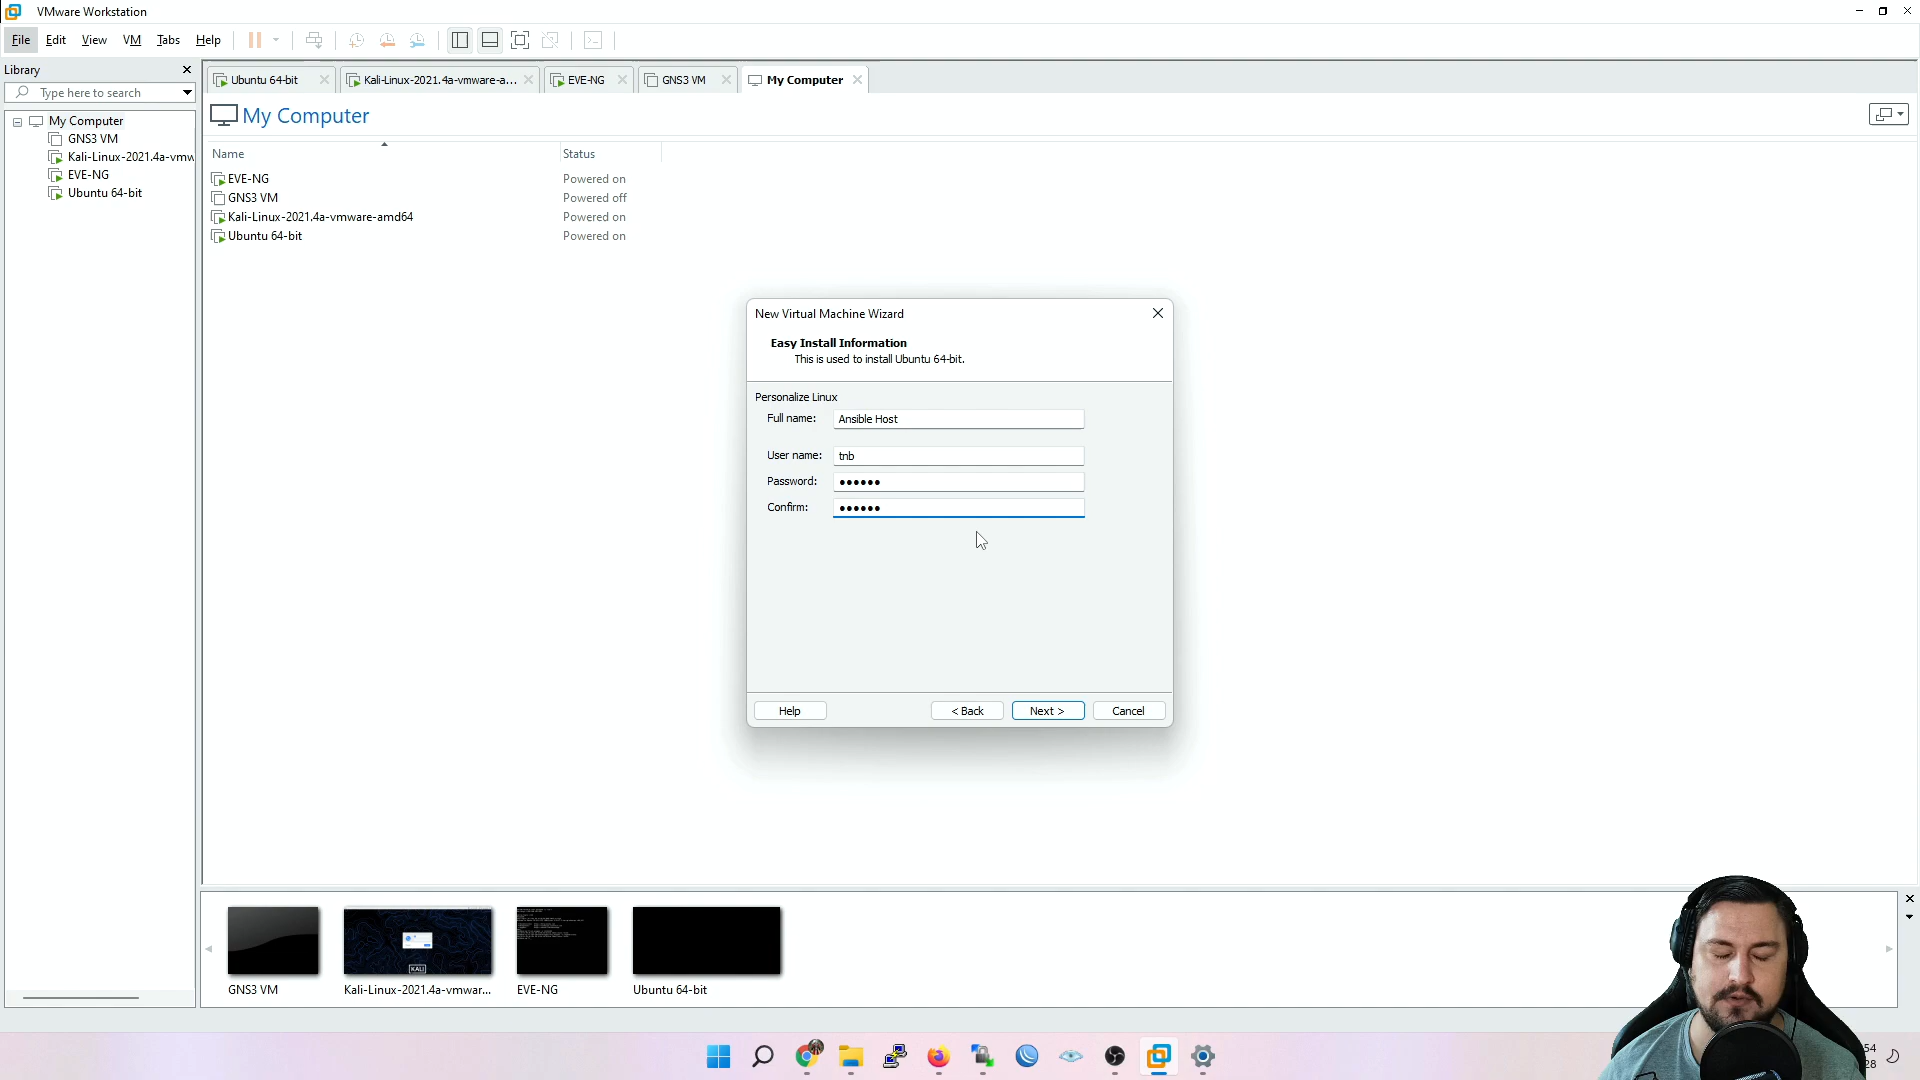 VMware Workstation
File Edit View VM Tabs Help
Library
Type here to search
My Computer
GNS3 VM
Kali-Linux-2021.4a-vmw
EVE-NG
Ubuntu 64-bit
Ubuntu 64-bit Kali-Linux-2021.4a-vmware-a... EVE-NG GNS3 VM My Computer
My Computer
Name Status
EVE-NG Powered on
GNS3 VM Powered off
Kali-Linux-2021.4a-vmware-amd64 Powered on
Ubuntu 64-bit Powered on
New Virtual Machine Wizard
Easy Install Information
This is used to install Ubuntu 64-bit.
Personalize Linux
Full name: Ansible Host
User name: tnb
Password: ●●●●●●
Confirm: ●●●●●●
Help < Back Next > Cancel
KALI
GNS3 VM Kali-Linux-2021.4a-vmwar... EVE-NG Ubuntu 64-bit
54
28